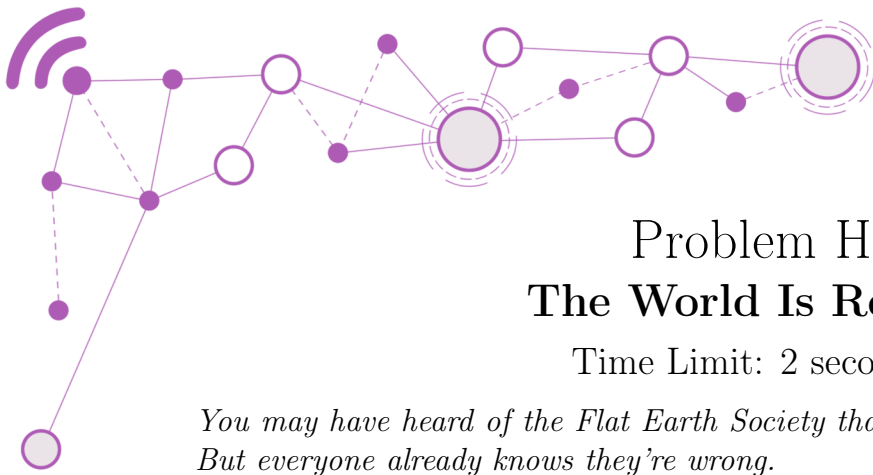 Problem H
The World Is
Time Limit: 2
You may have heard of the Flat Earth Society
But everyone already knows they're wrong.